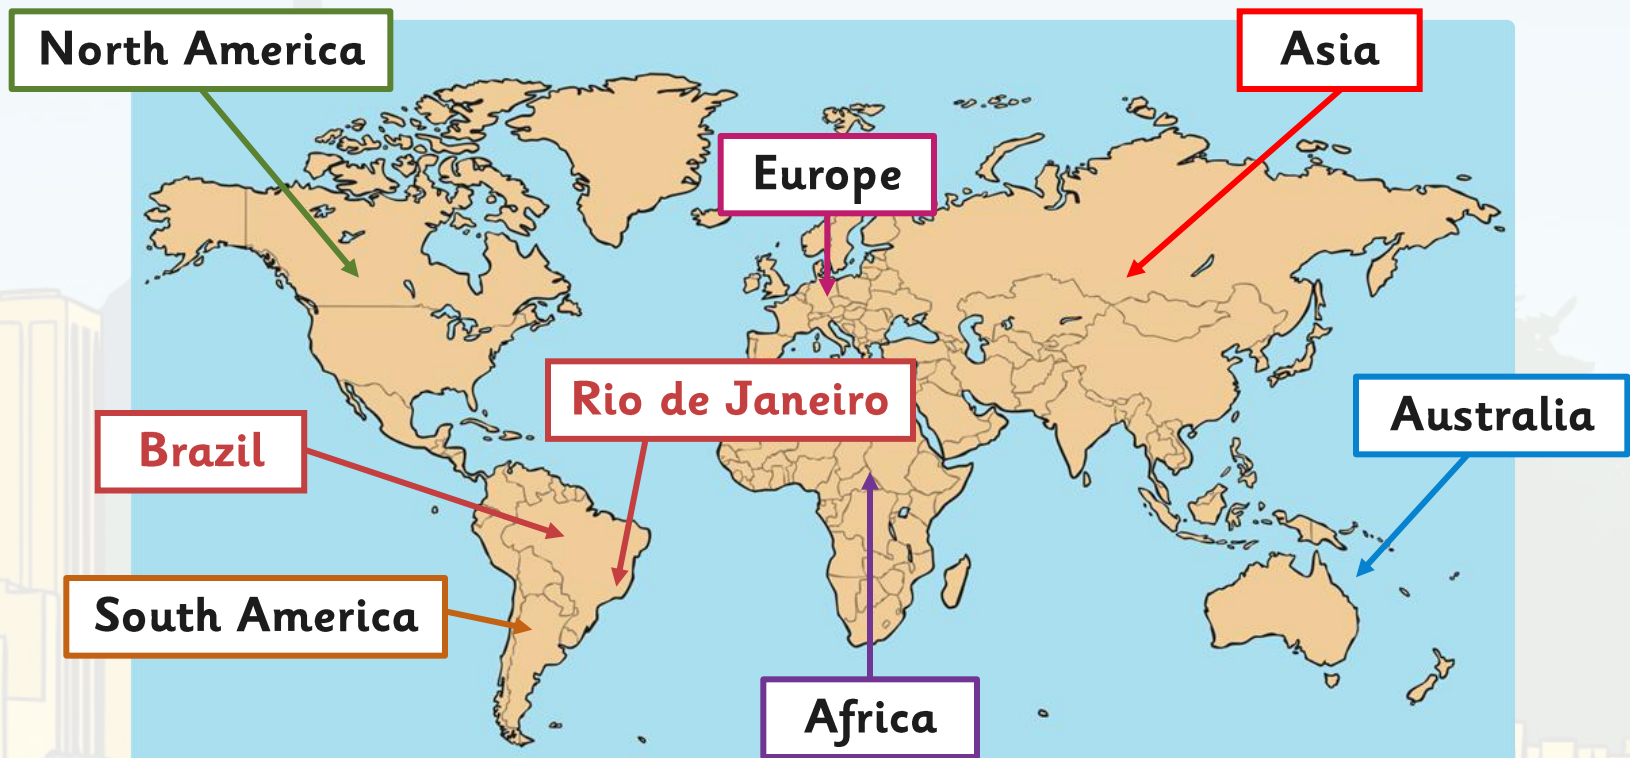 North America
Asia
Europe
Rio de Janeiro
Australia
Brazil
South America
Africa